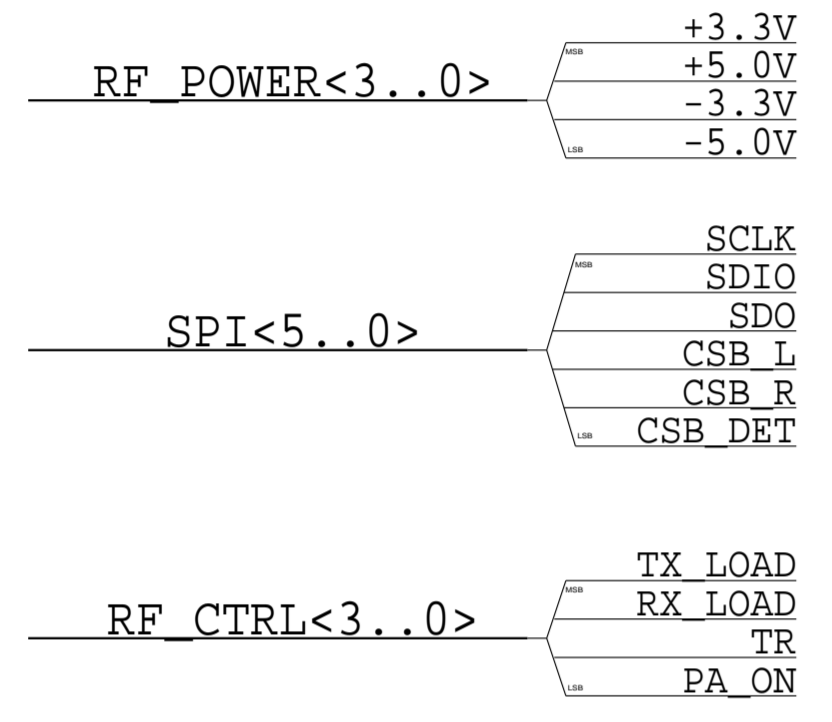 +3.3V
MSB
RF_POWER<3..0>
+5.0V
-3.3V
LSB
-5.0V
SCLK
MSB
SDIO
SPI<5..0>
SDO
CSB_L
CSB_R
LSB
CSB_DET
TX_LOAD
MSB
RF_CTRL<3..0>
RX_LOAD
TR
LSB
PA_ON